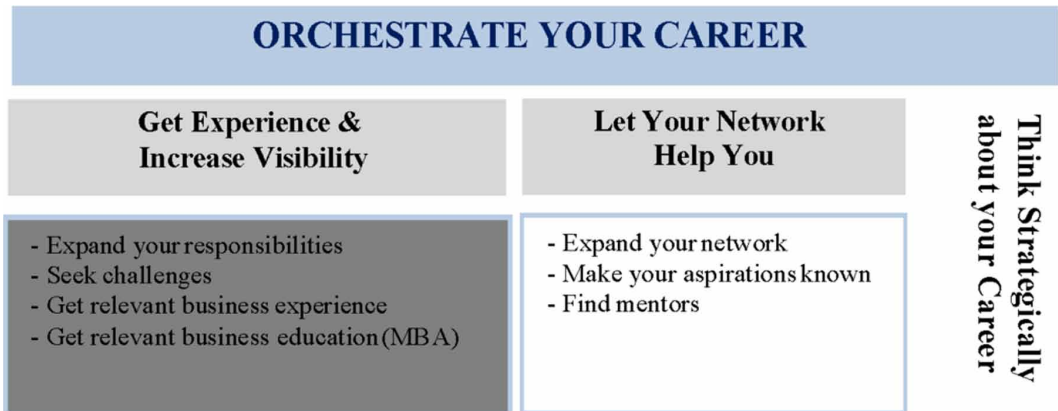 ORCHESTRATE YOUR CAREER
Get Experience &
Increase Visibility
Let Your Network
Help You
- Expand your responsibilities
- Seek challenges
- Get relevant business experience
- Get relevant business education (MBA)
- Expand your network
- Make your aspirations known
- Find mentors
Think Strategically
about your Career